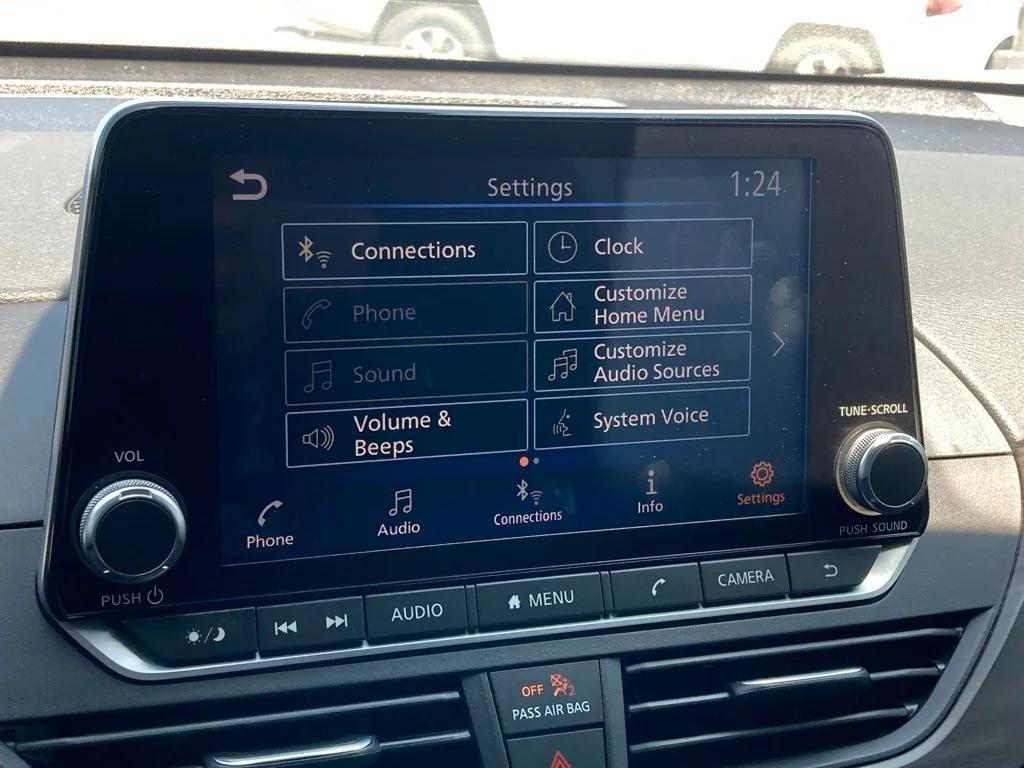 Settings
1:24
Connections
Clock
Phone
Customize
Home Menu
Sound
Customize
Audio Sources
Volume &
Beeps
System Voice
Phone
Audio
Connections
Info
Settings
VOL
PUSH
TUNE·SCROLL
PUSH SOUND
AUDIO
MENU
CAMERA
OFF
2
PASS AIR BAG